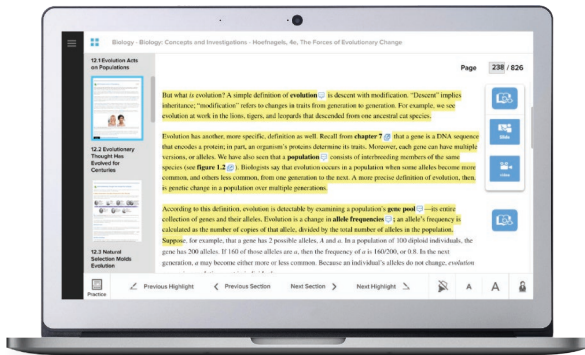 Biology - Biology: Concepts and Investigations - Hoefnagels, 4e, The Forces of Evolutionary Change
12.1 Evolution Acts
on Populations
12.2 Evolutionary
Thought Has
Evolved for
Centuries
12.3 Natural
Selection Molds
Evolution
Page 238 / 826
But what is evolution? A simple definition of evolution is descent with modification. "Descent" implies
inheritance; "modification" refers to changes in traits from generation to generation. For example, we see
evolution at work in the lions, tigers, and leopards that descended from one ancestral cat species.
Evolution has another, more specific, definition as well. Recall from chapter 7 that a gene is a DNA sequence
that encodes a protein; in part, an organism's proteins determine its traits. Moreover, each gene can have multiple
versions, or alleles. We have also seen that a population consists of interbreeding members of the same
species (see figure 1.2 ). Biologists say that evolution occurs in a population when some alleles become more
common, and others less common, from one generation to the next. A more precise definition of evolution, then,
is genetic change in a population over multiple generations.
According to this definition, evolution is detectable by examining a population's gene pool —its entire
collection of genes and their alleles. Evolution is a change in allele frequencies ; an allele's frequency is
calculated as the number of copies of that allele, divided by the total number of alleles in the population.
Suppose, for example, that a gene has 2 possible alleles, A and a. In a population of 100 diploid individuals, the
gene has 200 alleles. If 160 of those alleles are a, then the frequency of a is 160/200, or 0.8. In the next
generation, a may become either more or less common. Because an individual's alleles do not change, evolution
Slide
video
Practice
Previous Highlight
Previous Section
Next Section
Next Highlight
A
A